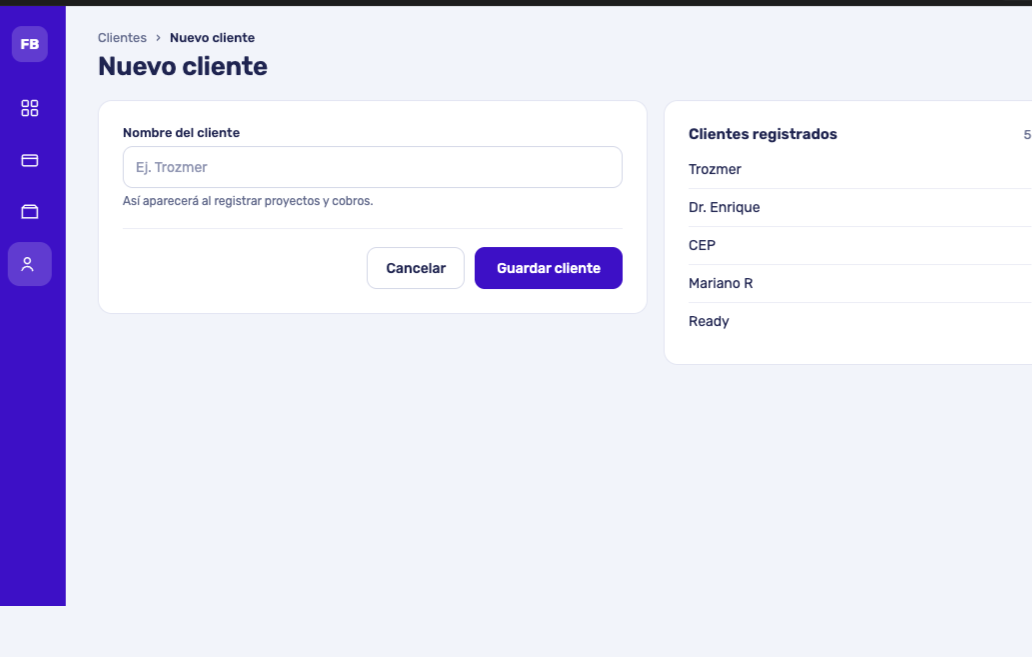 FB
Clientes › Nuevo cliente
Nuevo cliente
Nombre del cliente
Ej. Trozmer
Así aparecerá al registrar proyectos y cobros.
Cancelar
Guardar cliente
Clientes registrados
5
Trozmer
Dr. Enrique
CEP
Mariano R
Ready